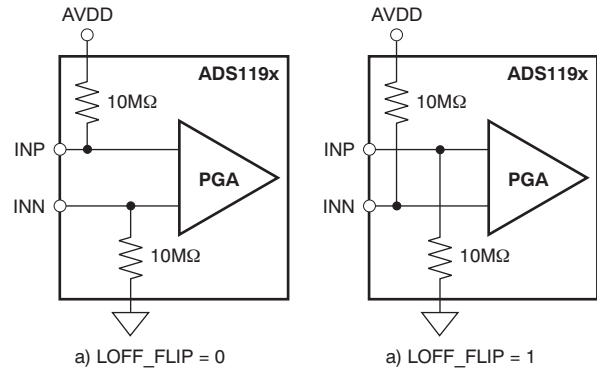 AVDD
ADS119x
10MΩ
INP
PGA
INN
10MΩ
a) LOFF_FLIP = 0
AVDD
ADS119x
10MΩ
INP
PGA
INN
10MΩ
a) LOFF_FLIP = 1